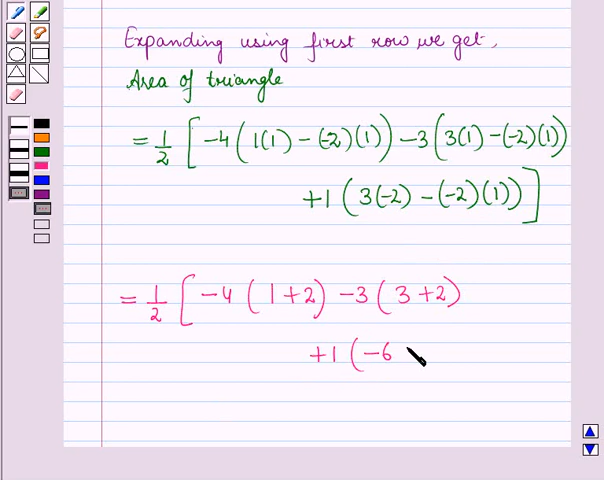 Expanding using first row we get,
Area of triangle
= 1/2 [ -4 ( 1(1) - (-2)(1) ) - 3 ( 3(1) - (-2)(1) )
+1 ( 3(-2) - (-2)(1) ) ]
= 1/2 [ -4 ( 1+2 ) - 3 ( 3+2 )
+1 ( -6